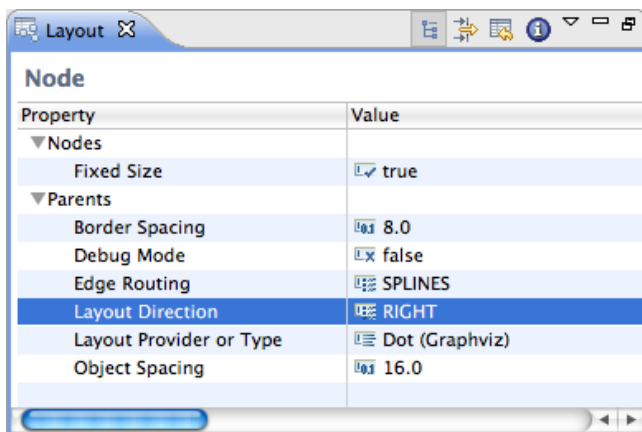 Layout
Node
Property Value
Nodes
Fixed Size true
Parents
Border Spacing 8.0
Debug Mode false
Edge Routing SPLINES
Layout Direction RIGHT
Layout Provider or Type Dot (Graphviz)
Object Spacing 16.0